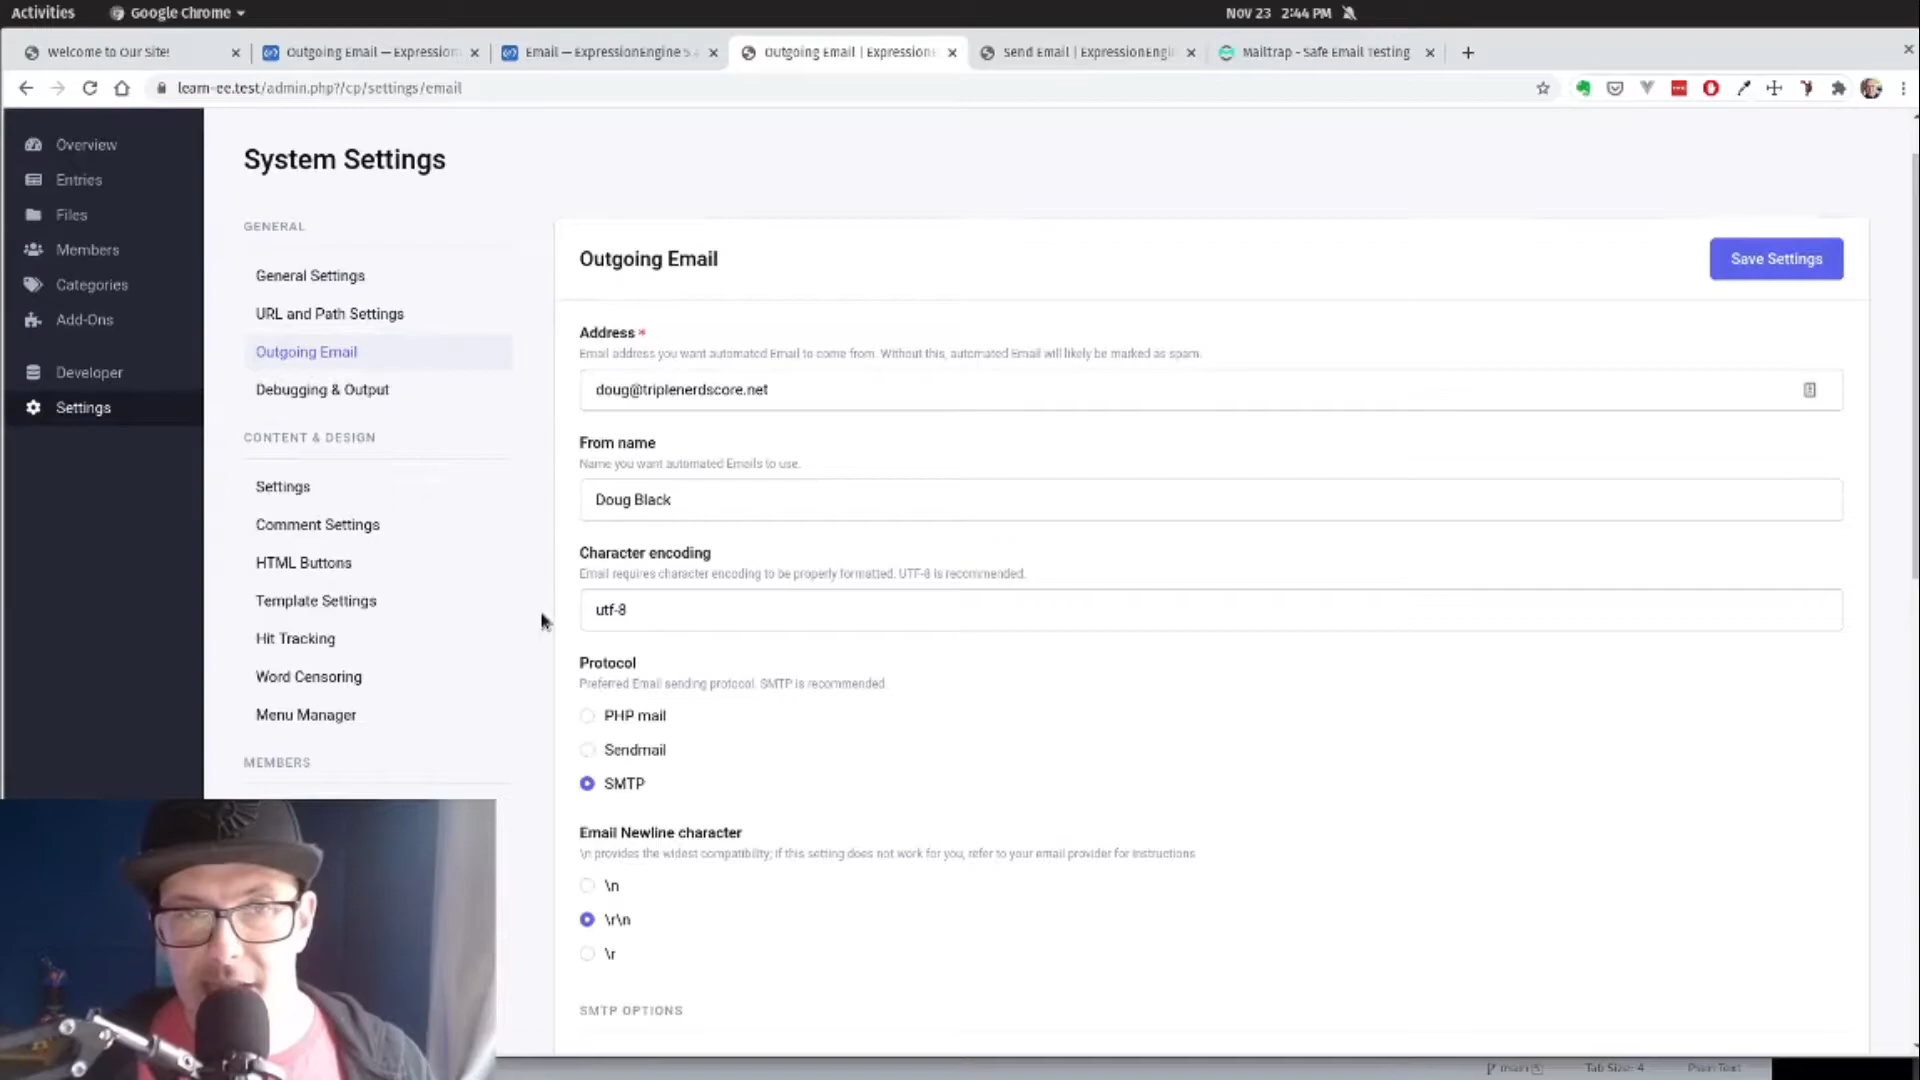 Activities
Google Chrome
Nov 23 2:44 PM
Welcome to Our Site!
Outgoing Email — Expression
Email — ExpressionEngine 5.
Outgoing Email | ExpressionE
Send Email | ExpressionEngi
Mailtrap - Safe Email Testing
learn-ee.test/admin.php?/cp/settings/email
Overview
Entries
Files
Members
Categories
Add-Ons
Developer
Settings
System Settings
GENERAL
General Settings
URL and Path Settings
Outgoing Email
Debugging & Output
CONTENT & DESIGN
Settings
Comment Settings
HTML Buttons
Template Settings
Hit Tracking
Word Censoring
Menu Manager
MEMBERS
Outgoing Email
Save Settings
Address *
Email address you want automated Email to come from. Without this, automated Email will likely be marked as spam.
doug@triplenerdscore.net
From name
Name you want automated Emails to use.
Doug Black
Character encoding
Email requires character encoding to be properly formatted. UTF-8 is recommended.
utf-8
Protocol
Preferred Email sending protocol. SMTP is recommended.
PHP mail
Sendmail
SMTP
Email Newline character
\n provides the widest compatibility; if this setting does not work for you, refer to your email provider for instructions
\n
\r\n
\r
SMTP OPTIONS
main
Tab Size: 4
Plain Text